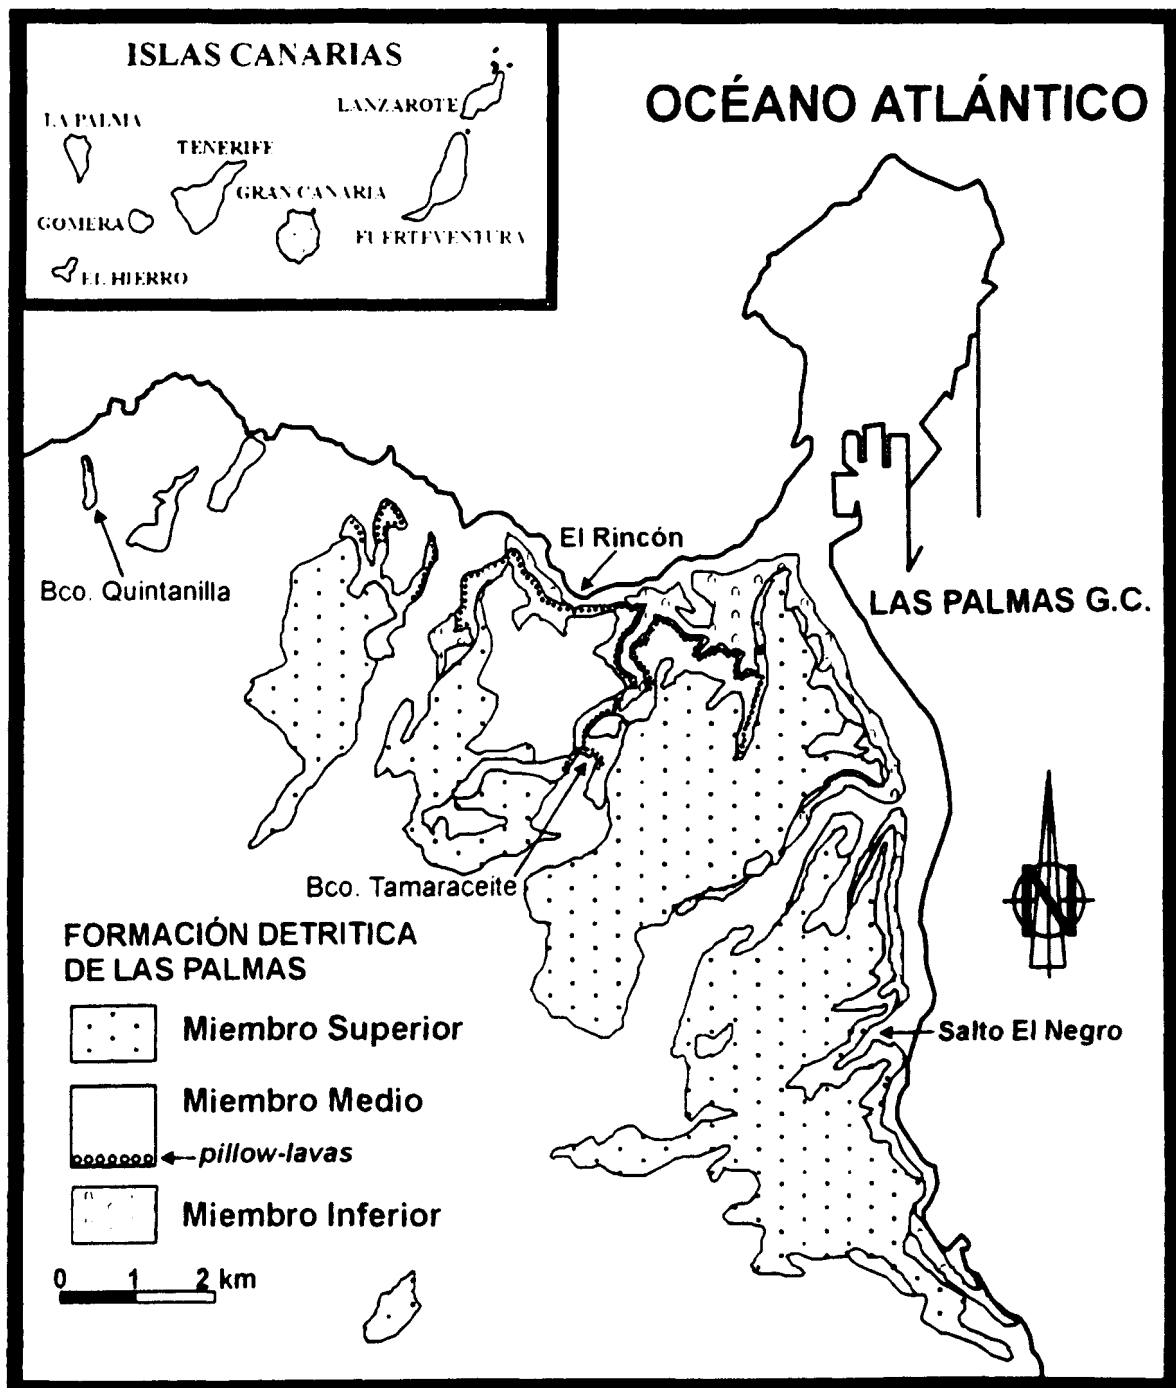 ISLAS CANARIAS
LANZAROTE
LA PALMA
TENERIFE
GRAN CANARIA
GOMERA
FUERTEVENTURA
EL HIERRO
OCÉANO ATLÁNTICO
El Rincón
Bco. Quintanilla
LAS PALMAS G.C.
Bco. Tamaraceite
FORMACIÓN DETRITICA
DE LAS PALMAS
Miembro Superior
Salto El Negro
Miembro Medio
pillow-lavas
Miembro Inferior
0 1 2 km
N